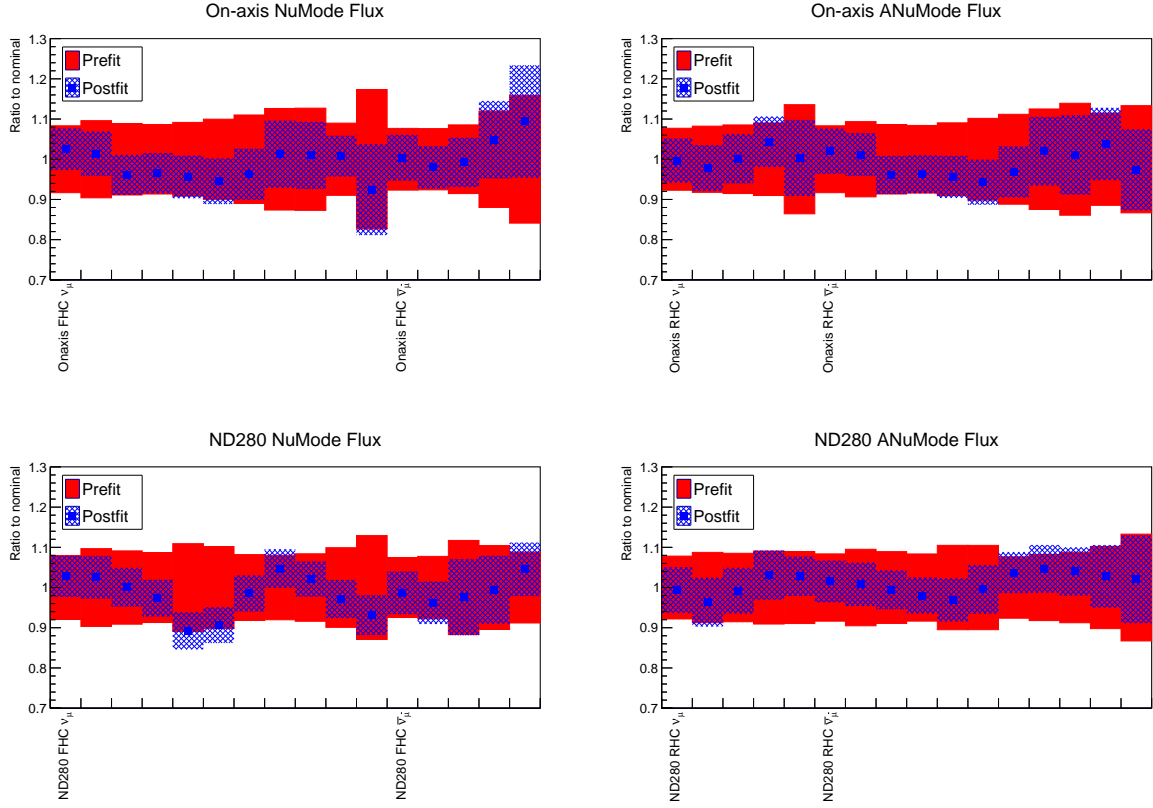 On-axis NuMode Flux
Ratio to nominal
1.3
1.2
1.1
1
0.9
0.8
0.7
Prefit
Postfit
Onaxis FHC ν_μ
Onaxis FHC ν̅_μ
On-axis ANuMode Flux
Ratio to nominal
1.3
1.2
1.1
1
0.9
0.8
0.7
Prefit
Postfit
Onaxis RHC ν_μ
Onaxis RHC ν̅_μ
ND280 NuMode Flux
Ratio to nominal
1.3
1.2
1.1
1
0.9
0.8
0.7
Prefit
Postfit
ND280 FHC ν_μ
ND280 FHC ν̅_μ
ND280 ANuMode Flux
Ratio to nominal
1.3
1.2
1.1
1
0.9
0.8
0.7
Prefit
Postfit
ND280 RHC ν_μ
ND280 RHC ν̅_μ